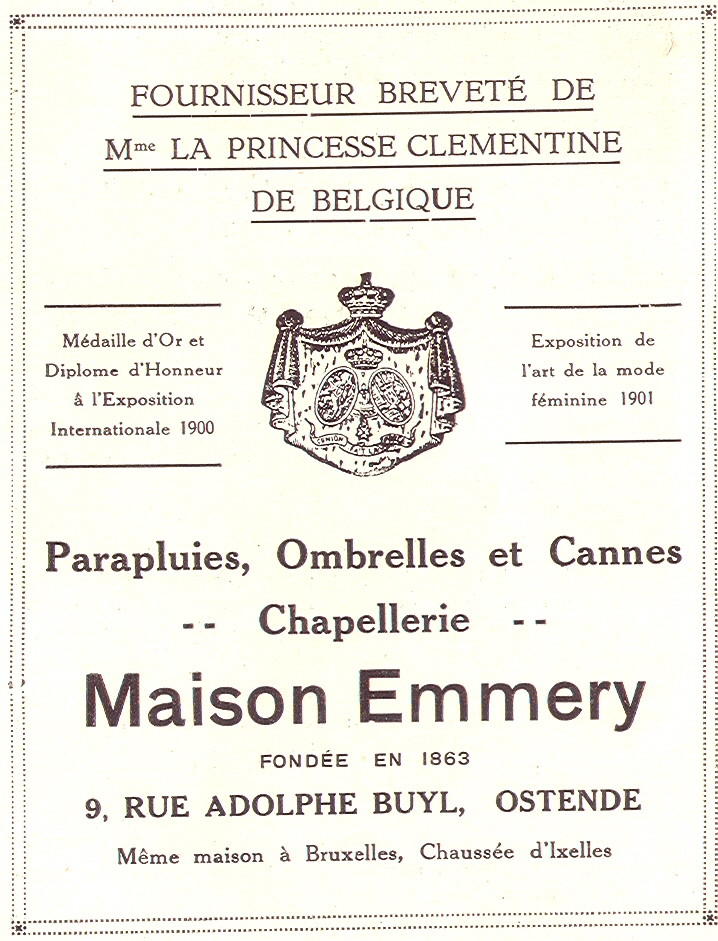 FOURNISSEUR BREVETÉ DE
Mme LA PRINCESSE CLEMENTINE
DE BELGIQUE
Médaille d'Or et
Diplome d'Honneur
â l'Exposition
Internationale 1900
Exposition de
l'art de la mode
féminine 1901
Parapluies, Ombrelles et Cannes
-- Chapellerie --
Maison Emmery
FONDÉE EN 1863
9, RUE ADOLPHE BUYL, OSTENDE
Même maison à Bruxelles, Chaussée d'Ixelles